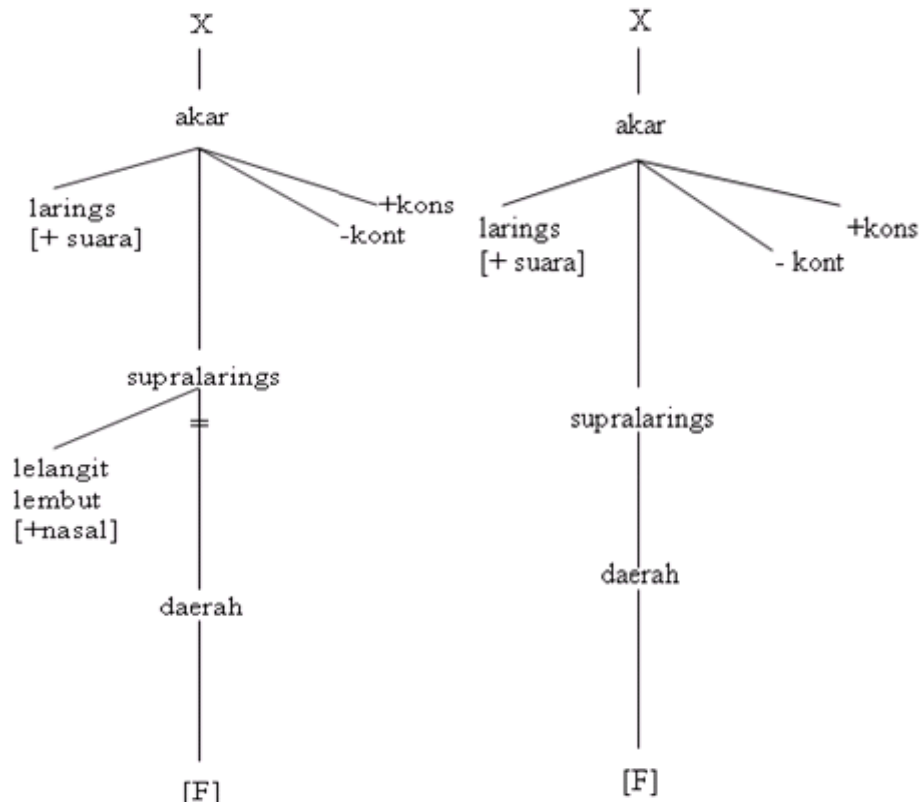 X
akar
larings
[+ suara]
+kons
-kont
supralarings
lelangit
lembut
[+nasal]
daerah
[F]
X
akar
larings
[+ suara]
+kons
- kont
supralarings
daerah
[F]